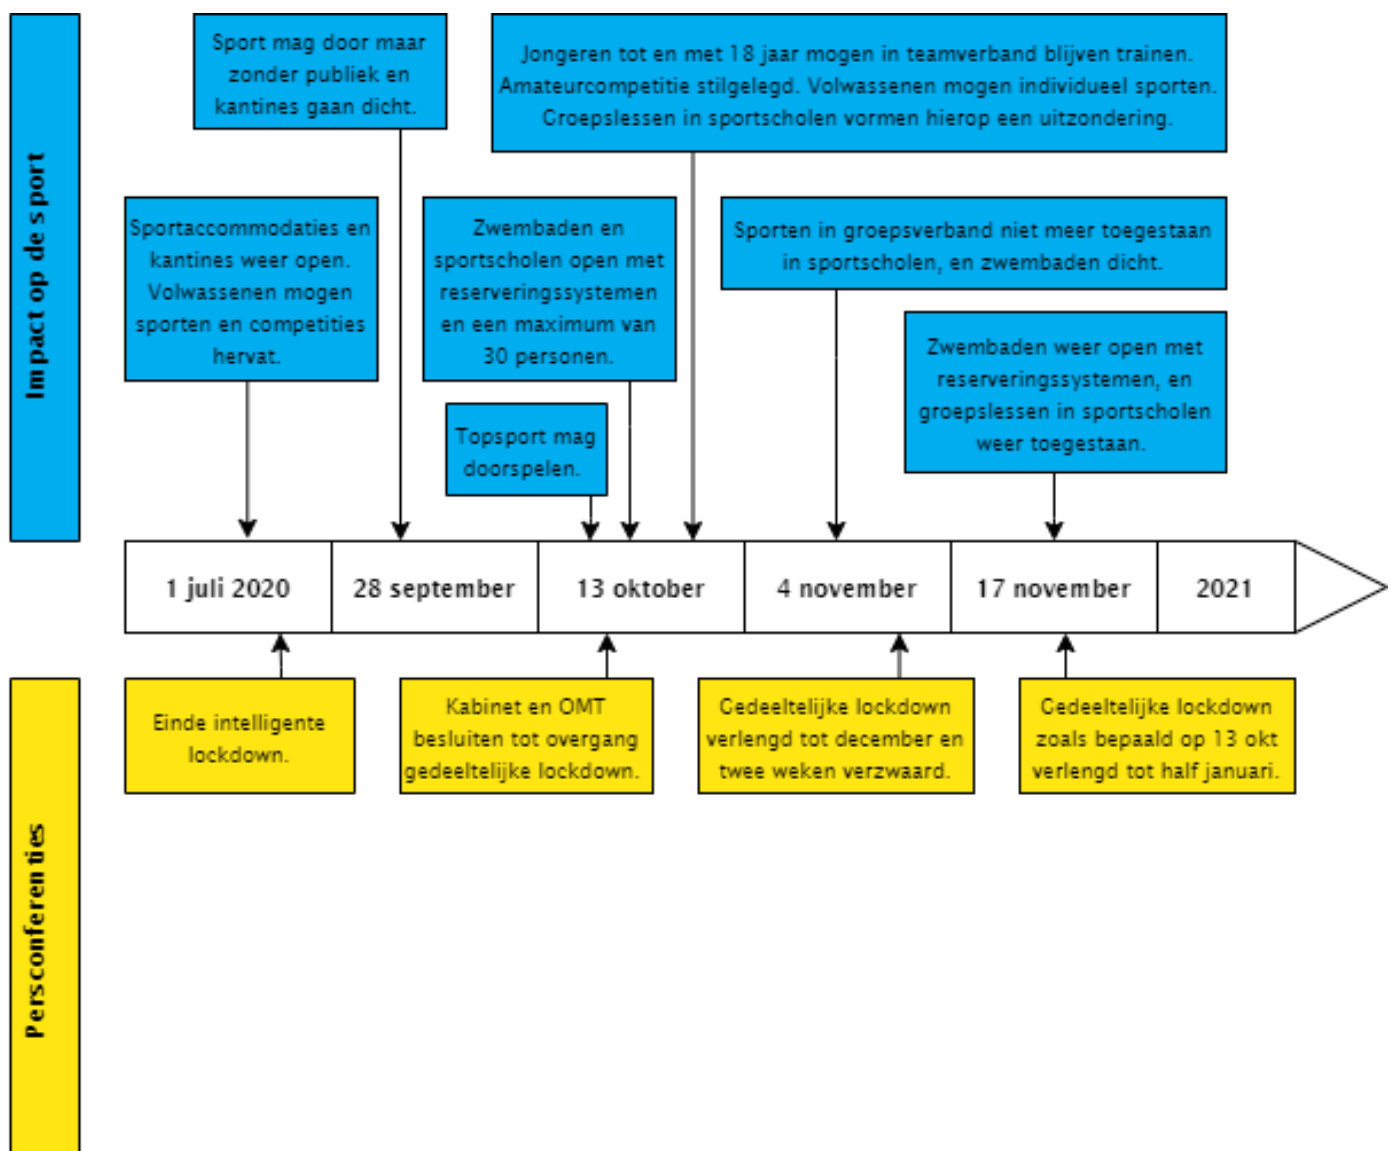 Impact op de sport
Sport mag door maar
zonder publiek en
kantines gaan dicht.
Jongeren tot en met 18 jaar mogen in teamverband blijven trainen.
Amateurcompetitie stilgelegd. Volwassenen mogen individueel sporten.
Groepslessen in sportscholen vormen hierop een uitzondering.
Sportaccommodaties en
kantines weer open.
Volwassenen mogen
sporten en competities
hervat.
Zwembaden en
sportscholen open met
reserveringssystemen
en een maximum van
30 personen.
Sporten in groepsverband niet meer toegestaan
in sportscholen, en zwembaden dicht.
Zwembaden weer open met
reserveringssystemen, en
groepslessen in sportscholen
weer toegestaan.
Topsport mag
doorspelen.
1 juli 2020
28 september
13 oktober
4 november
17 november
2021
Persconferenties
Einde intelligente
lockdown.
Kabinet en OMT
besluiten tot overgang
gedeeltelijke lockdown.
Gedeeltelijke lockdown
verlengd tot december en
twee weken verzwaard.
Gedeeltelijke lockdown
zoals bepaald op 13 okt
verlengd tot half januari.